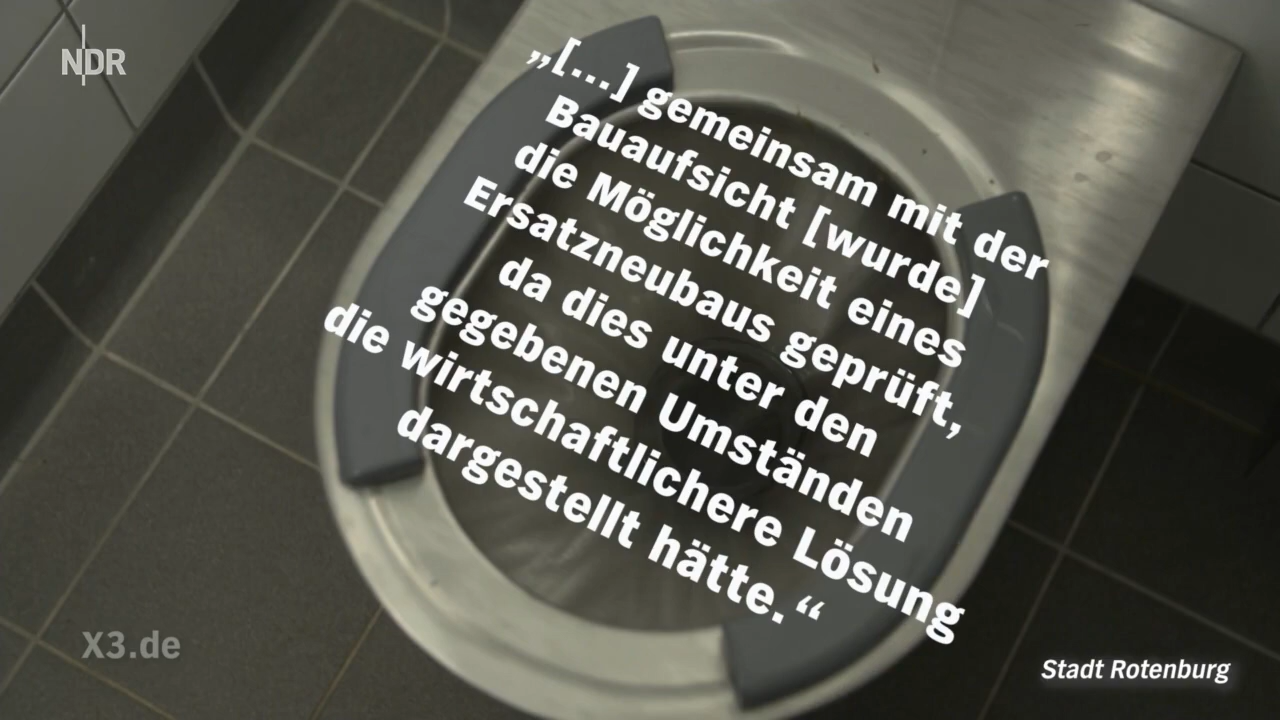 NDR
„[...] gemeinsam mit der
Bauaufsicht [wurde]
die Möglichkeit eines
Ersatzneubaus geprüft,
da dies unter den
gegebenen Umständen
die wirtschaftlichere Lösung
dargestellt hätte.“
X3.de
Stadt Rotenburg